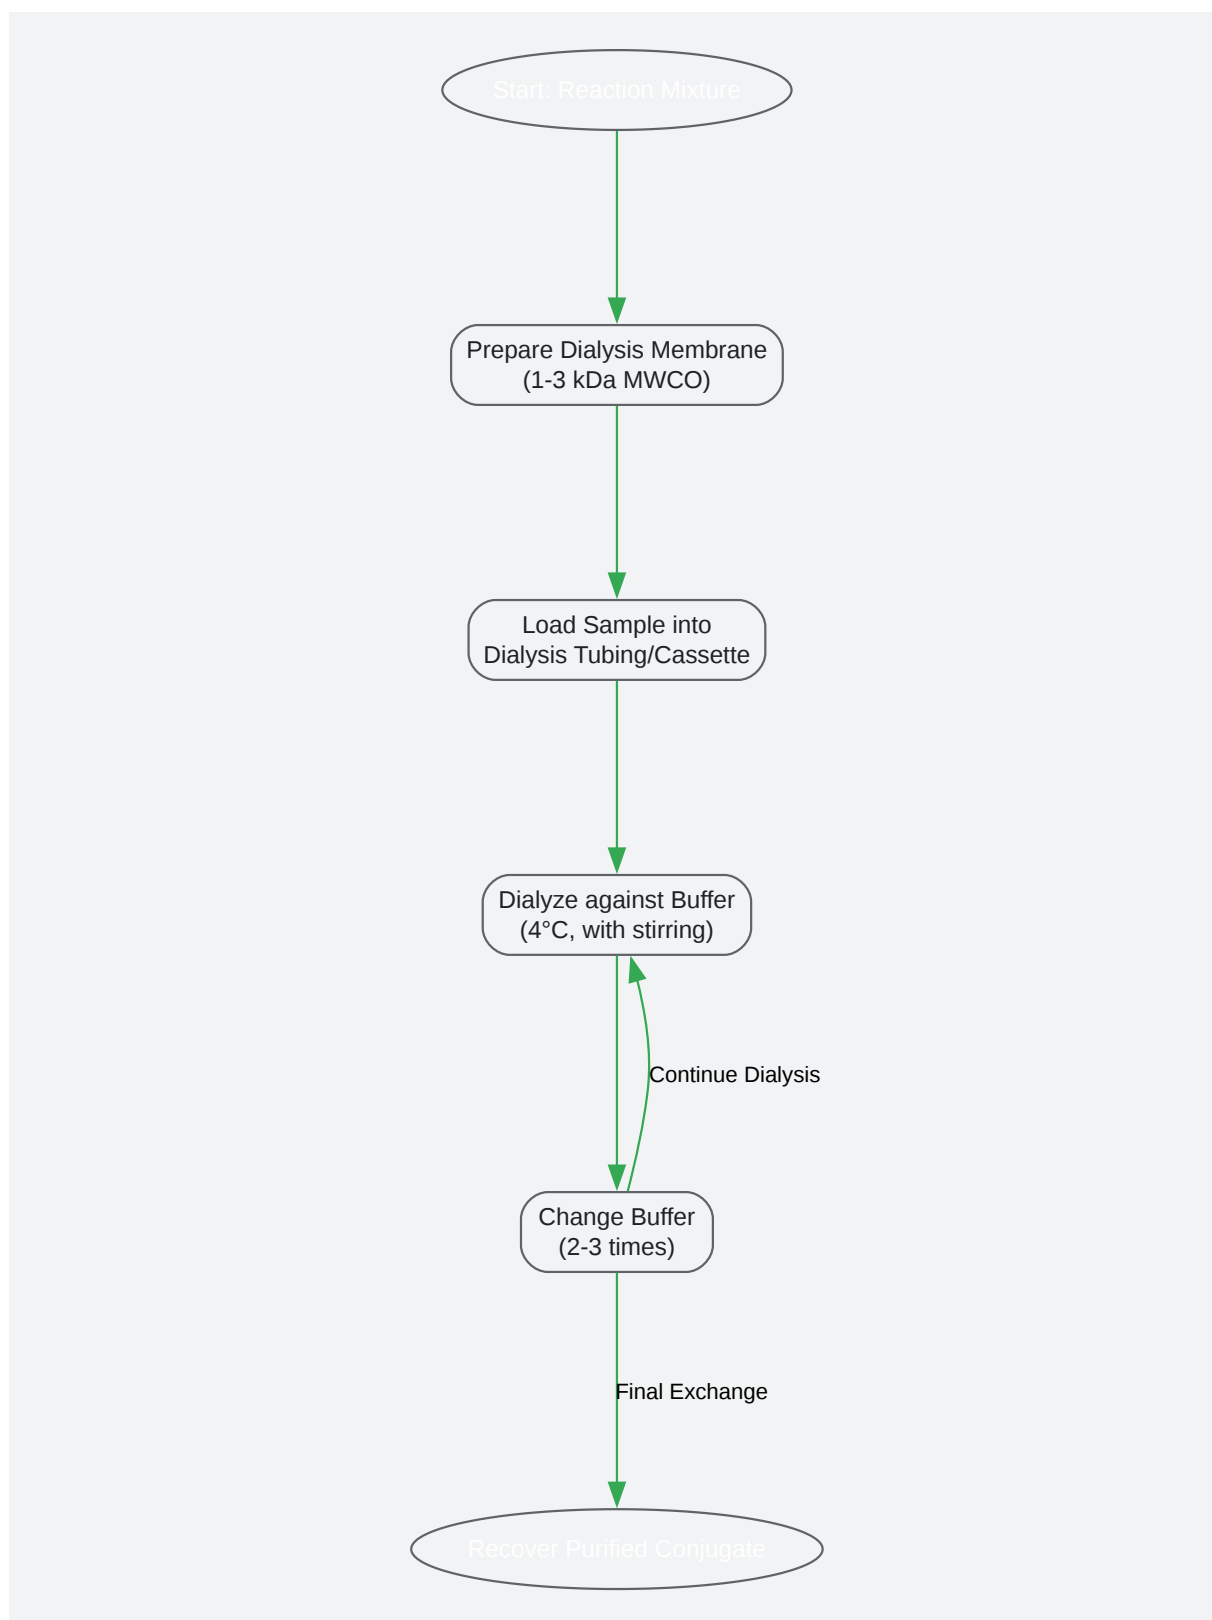 Start: Reaction Mixture
Prepare Dialysis Membrane
(1-3 kDa MWCO)
Load Sample into
Dialysis Tubing/Cassette
Dialyze against Buffer
(4°C, with stirring)
Continue Dialysis
Change Buffer
(2-3 times)
Final Exchange
Recover Purified Conjugate